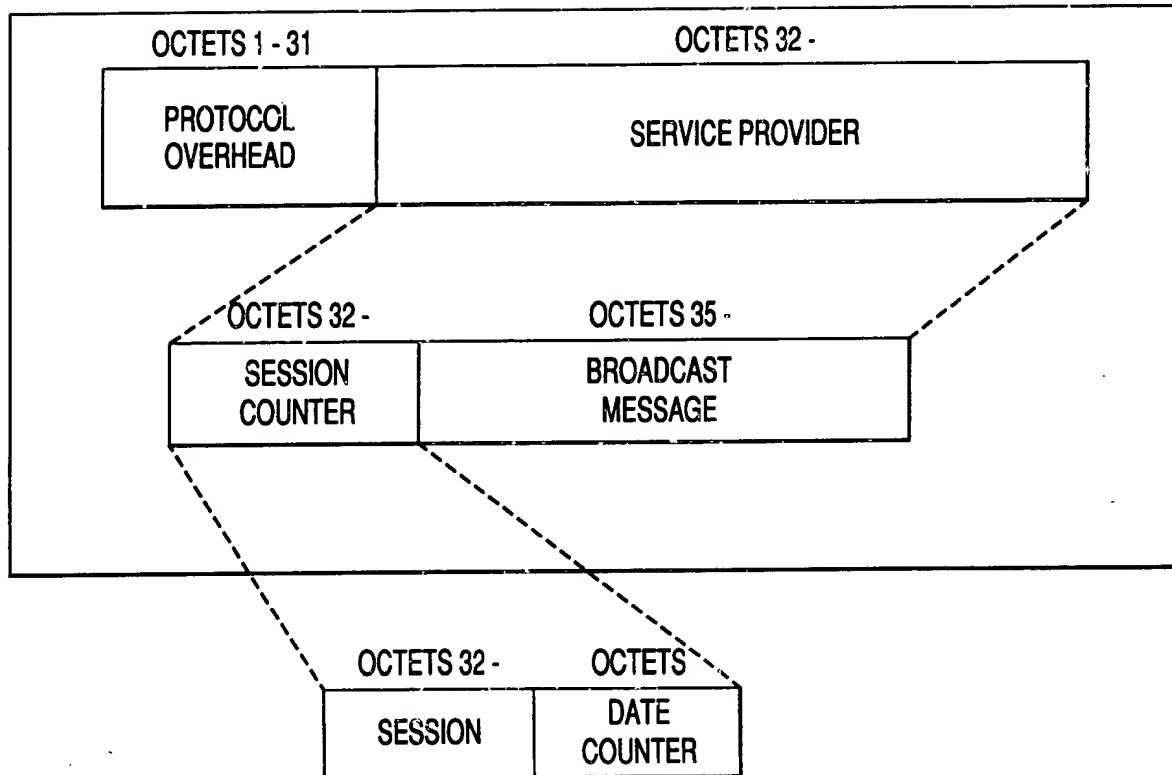 OCTETS 1 - 31 OCTETS 32 -
PROTOCOL
OVERHEAD
SERVICE PROVIDER
OCTETS 32 - OCTETS 35 -
SESSION
COUNTER
BROADCAST
MESSAGE
OCTETS 32 - OCTETS
SESSION
DATE
COUNTER